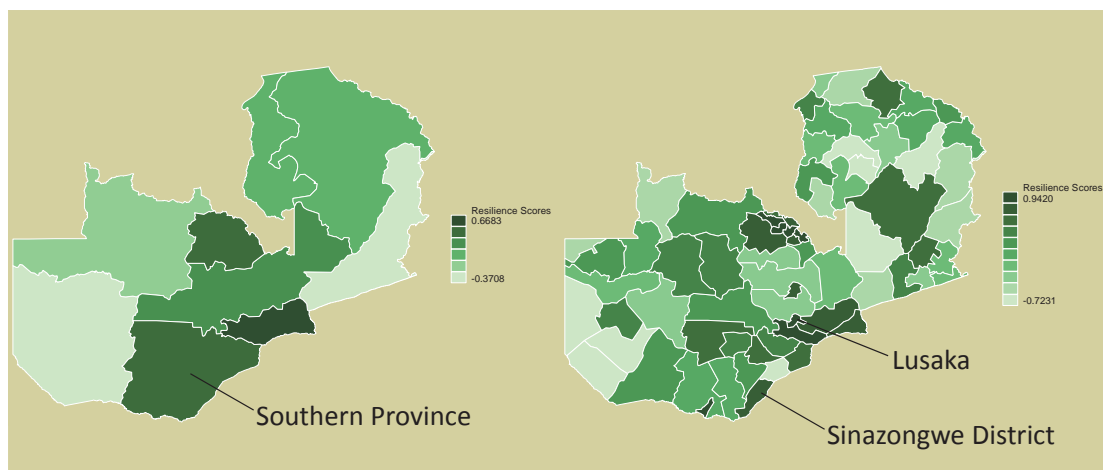 Resilience Scores
0.6683
-0.3708
Southern Province
Resilience Scores
0.9420
-0.7231
Lusaka
Sinazongwe District